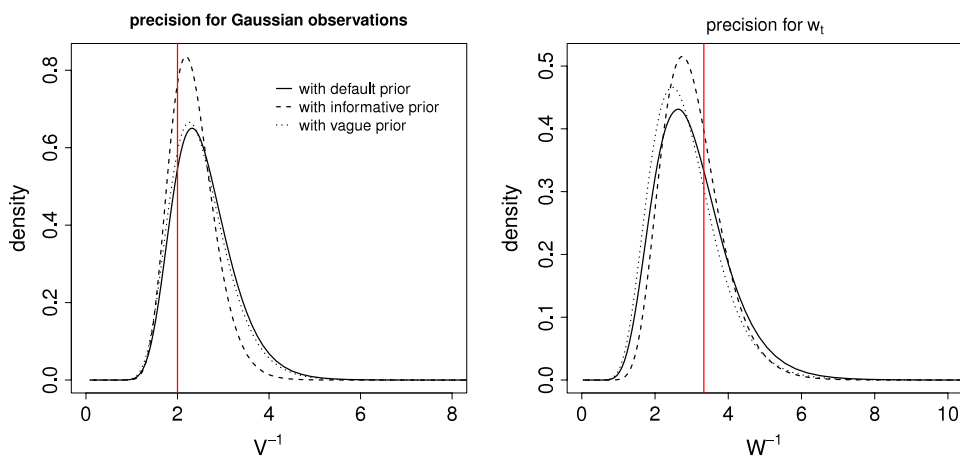 precision for Gaussian observations
density
0.0 0.2 0.4 0.6 0.8
with default prior
with informative prior
with vague prior
0 2 4 6 8
V⁻¹
precision for wₜ
density
0.0 0.1 0.2 0.3 0.4 0.5
0 2 4 6 8 10
W⁻¹